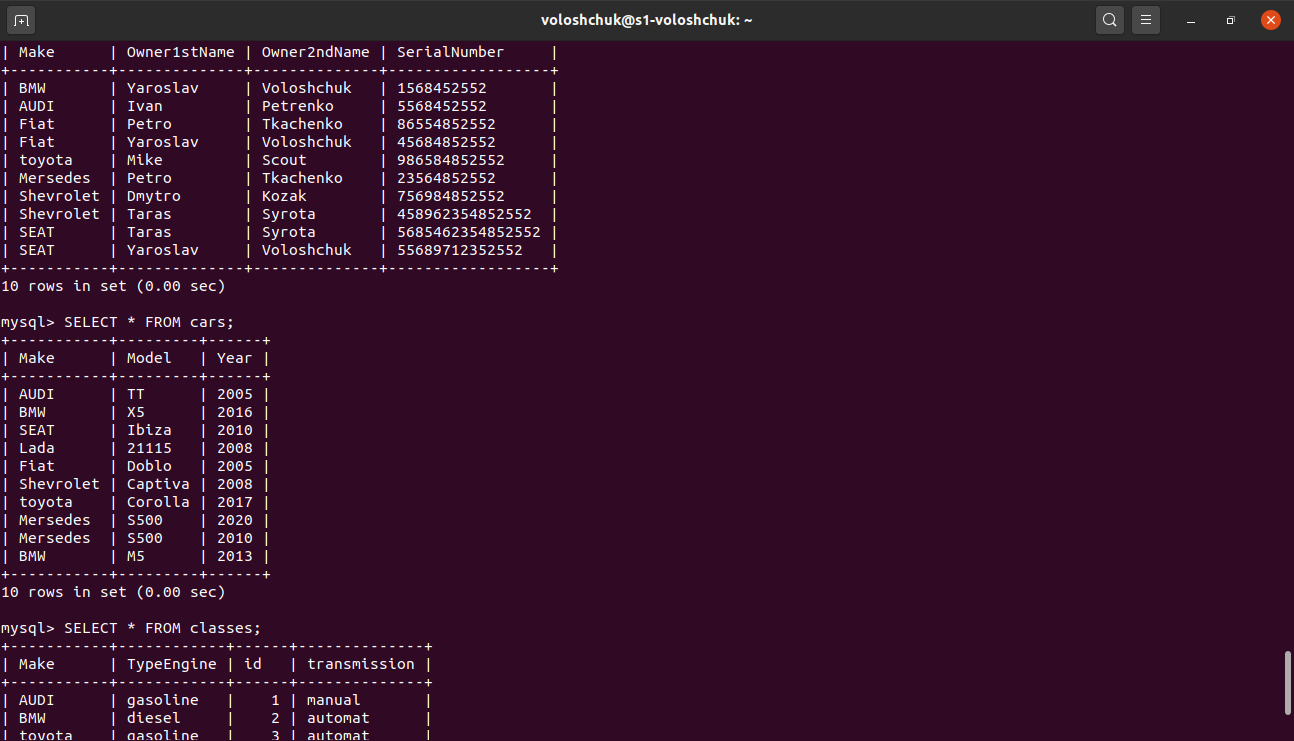 voloshchuk@s1-voloshchuk: ~
| Make      | Owner1stName | Owner2ndName | SerialNumber     |
+-----------+--------------+--------------+------------------+
| BMW       | Yaroslav     | Voloshchuk   | 1568452552       |
| AUDI      | Ivan         | Petrenko     | 5568452552       |
| Fiat      | Petro        | Tkachenko    | 86554852552      |
| Fiat      | Yaroslav     | Voloshchuk   | 45684852552      |
| toyota    | Mike         | Scout        | 986584852552     |
| Mersedes  | Petro        | Tkachenko    | 23564852552      |
| Shevrolet | Dmytro       | Kozak        | 756984852552     |
| Shevrolet | Taras        | Syrota       | 458962354852552  |
| SEAT      | Taras        | Syrota       | 5685462354852552 |
| SEAT      | Yaroslav     | Voloshchuk   | 55689712352552   |
+-----------+--------------+--------------+------------------+
10 rows in set (0.00 sec)
mysql> SELECT * FROM cars;
+-----------+---------+------+
| Make      | Model   | Year |
+-----------+---------+------+
| AUDI      | TT      | 2005 |
| BMW       | X5      | 2016 |
| SEAT      | Ibiza   | 2010 |
| Lada      | 21115   | 2008 |
| Fiat      | Doblo   | 2005 |
| Shevrolet | Captiva | 2008 |
| toyota    | Corolla | 2017 |
| Mersedes  | S500    | 2020 |
| Mersedes  | S500    | 2010 |
| BMW       | M5      | 2013 |
+-----------+---------+------+
10 rows in set (0.00 sec)
mysql> SELECT * FROM classes;
+-----------+------------+------+--------------+
| Make      | TypeEngine | id   | transmission |
+-----------+------------+------+--------------+
| AUDI      | gasoline   |    1 | manual       |
| BMW       | diesel     |    2 | automat      |
| toyota    | gasoline   |    3 | automat      |